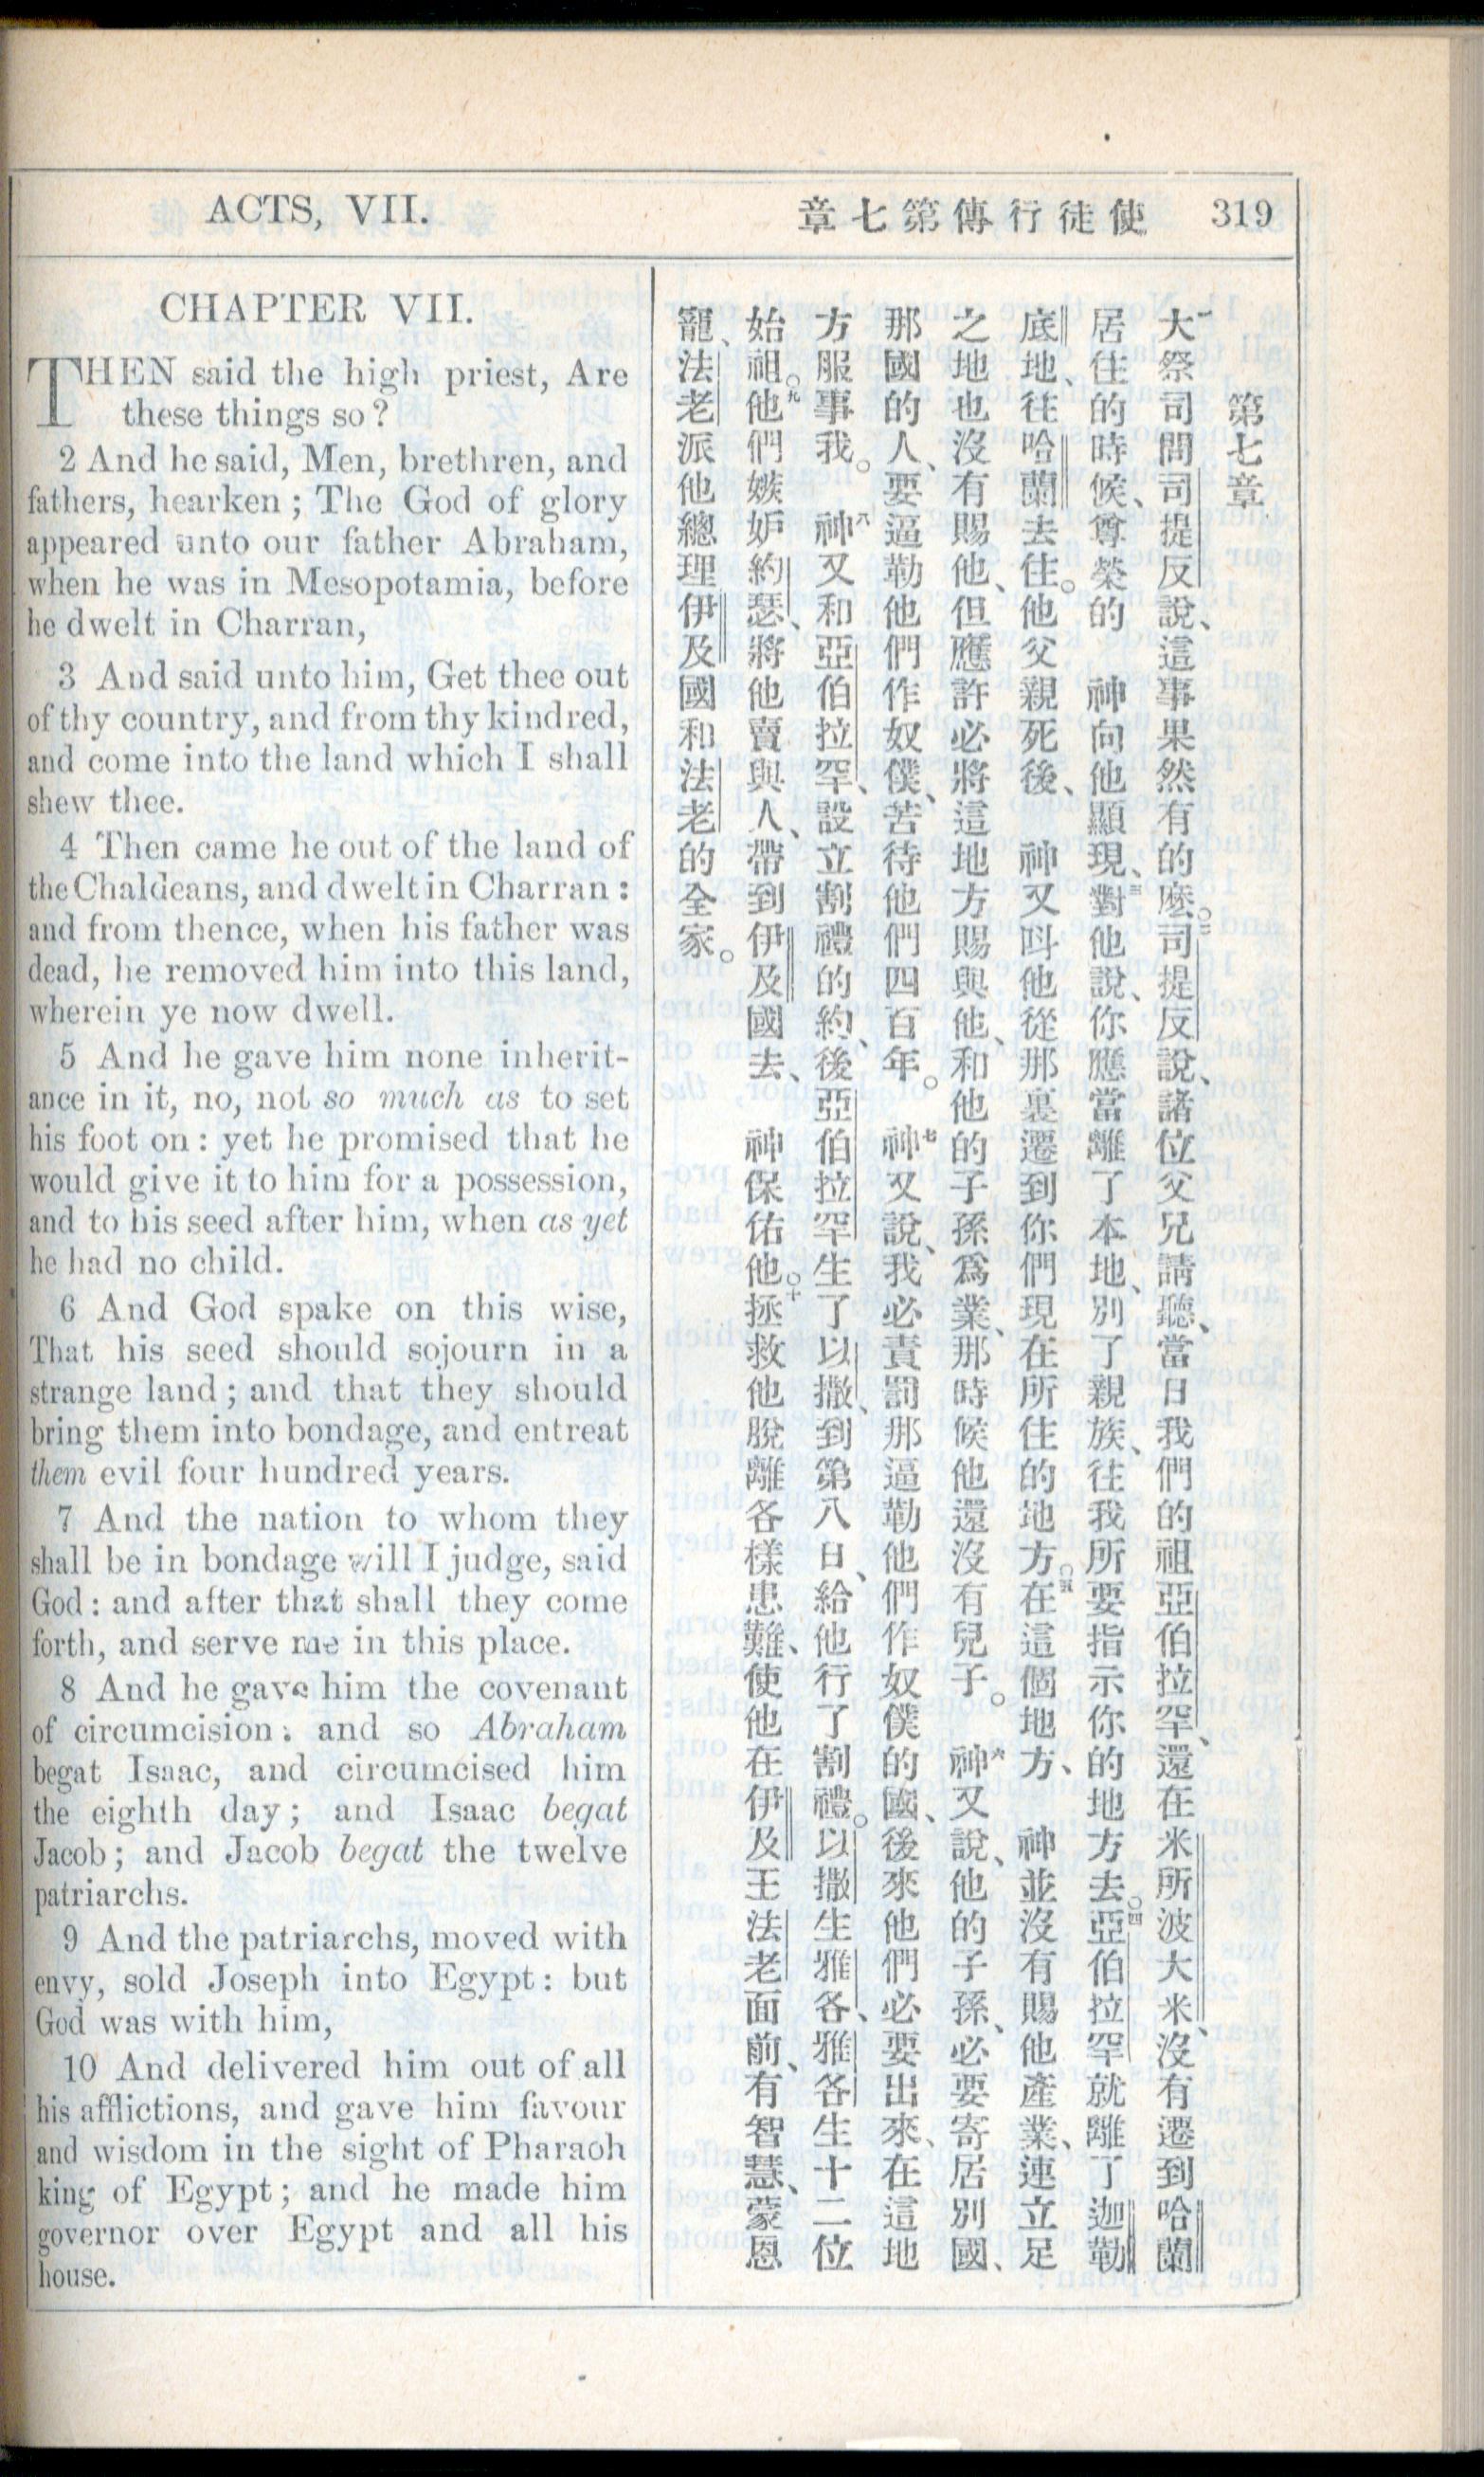 ACTS, VII.
章七第傳行徒使 319
CHAPTER VII.
THEN said the high priest, Are
these things so?
2 And he said, Men, brethren, and
fathers, hearken; The God of glory
appeared unto our father Abraham,
when he was in Mesopotamia, before
he dwelt in Charran,
3 And said unto him, Get thee out
of thy country, and from thy kindred,
and come into the land which I shall
shew thee.
4 Then came he out of the land of
the Chaldeans, and dwelt in Charran:
and from thence, when his father was
dead, he removed him into this land,
wherein ye now dwell.
5 And he gave him none inherit-
ance in it, no, not so much as to set
his foot on: yet he promised that he
would give it to him for a possession,
and to his seed after him, when as yet
he had no child.
6 And God spake on this wise,
That his seed should sojourn in a
strange land; and that they should
bring them into bondage, and entreat
them evil four hundred years.
7 And the nation to whom they
shall be in bondage will I judge, said
God: and after that shall they come
forth, and serve me in this place.
8 And he gave him the covenant
of circumcision: and so Abraham
begat Isaac, and circumcised him
the eighth day; and Isaac begat
Jacob; and Jacob begat the twelve
patriarchs.
9 And the patriarchs, moved with
envy, sold Joseph into Egypt: but
God was with him,
10 And delivered him out of all
his afflictions, and gave him favour
and wisdom in the sight of Pharaoh
king of Egypt; and he made him
governor over Egypt and all his
house.
第七章
一大祭司問司提反說、這事果然有的麼。○二司提反說、諸位父兄請聽、當日我們的祖亞伯拉罕、還在米所波大米、沒有遷到哈蘭
居住的時候、尊榮的 神向他顯現、三對他說、你應當離了本地、別了親族、往我所要指示你的地方去。○四亞伯拉罕就離了迦勒
底地、往哈蘭去住。他父親死後、 神又呌他從那裏遷到你們現在所住的地方。○五在這個地方、 神並沒有賜他產業、連立足
之地也沒有賜他、但應許必將這地方賜與他、和他的子孫爲業、那時候他還沒有兒子。 六神又說、他的子孫、必要寄居別國、
那國的人、要逼勒他們作奴僕、苦待他們四百年。 七神又說、我必責罰那逼勒他們作奴僕的國、後來他們必要出來、在這地
方服事我。 八神又和亞伯拉罕、設立割禮的約、後亞伯拉罕生了以撒、到第八日、給他行了割禮。以撒生雅各、雅各生十二位
始祖。○九他們嫉妒約瑟、將他賣與人、帶到伊及國去、 神保佑他。○十拯救他脫離各樣患難、使他在伊及王法老面前、有智慧、蒙恩
寵、法老派他總理伊及國和法老的全家。